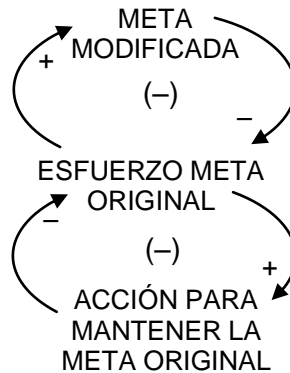 META
MODIFICADA
+
(–)
–
ESFUERZO META
ORIGINAL
–
(–)
+
ACCIÓN PARA
MANTENER LA
META ORIGINAL